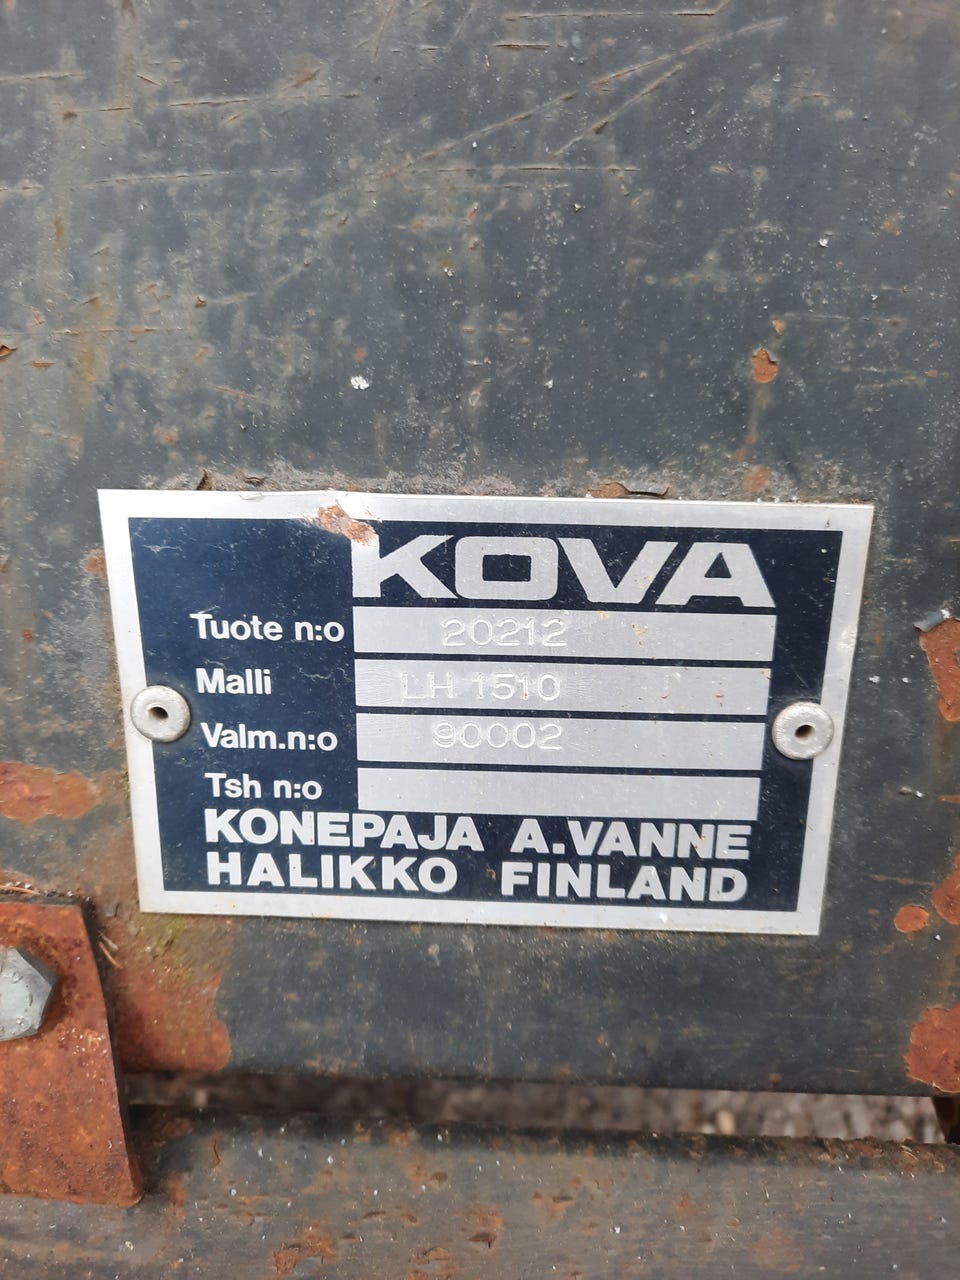 KOVA
Tuote n:o 20212
Malli LH 1510
Valm.n:o 90002
Tsh n:o
KONEPAJA A.VANNE
HALIKKO FINLAND